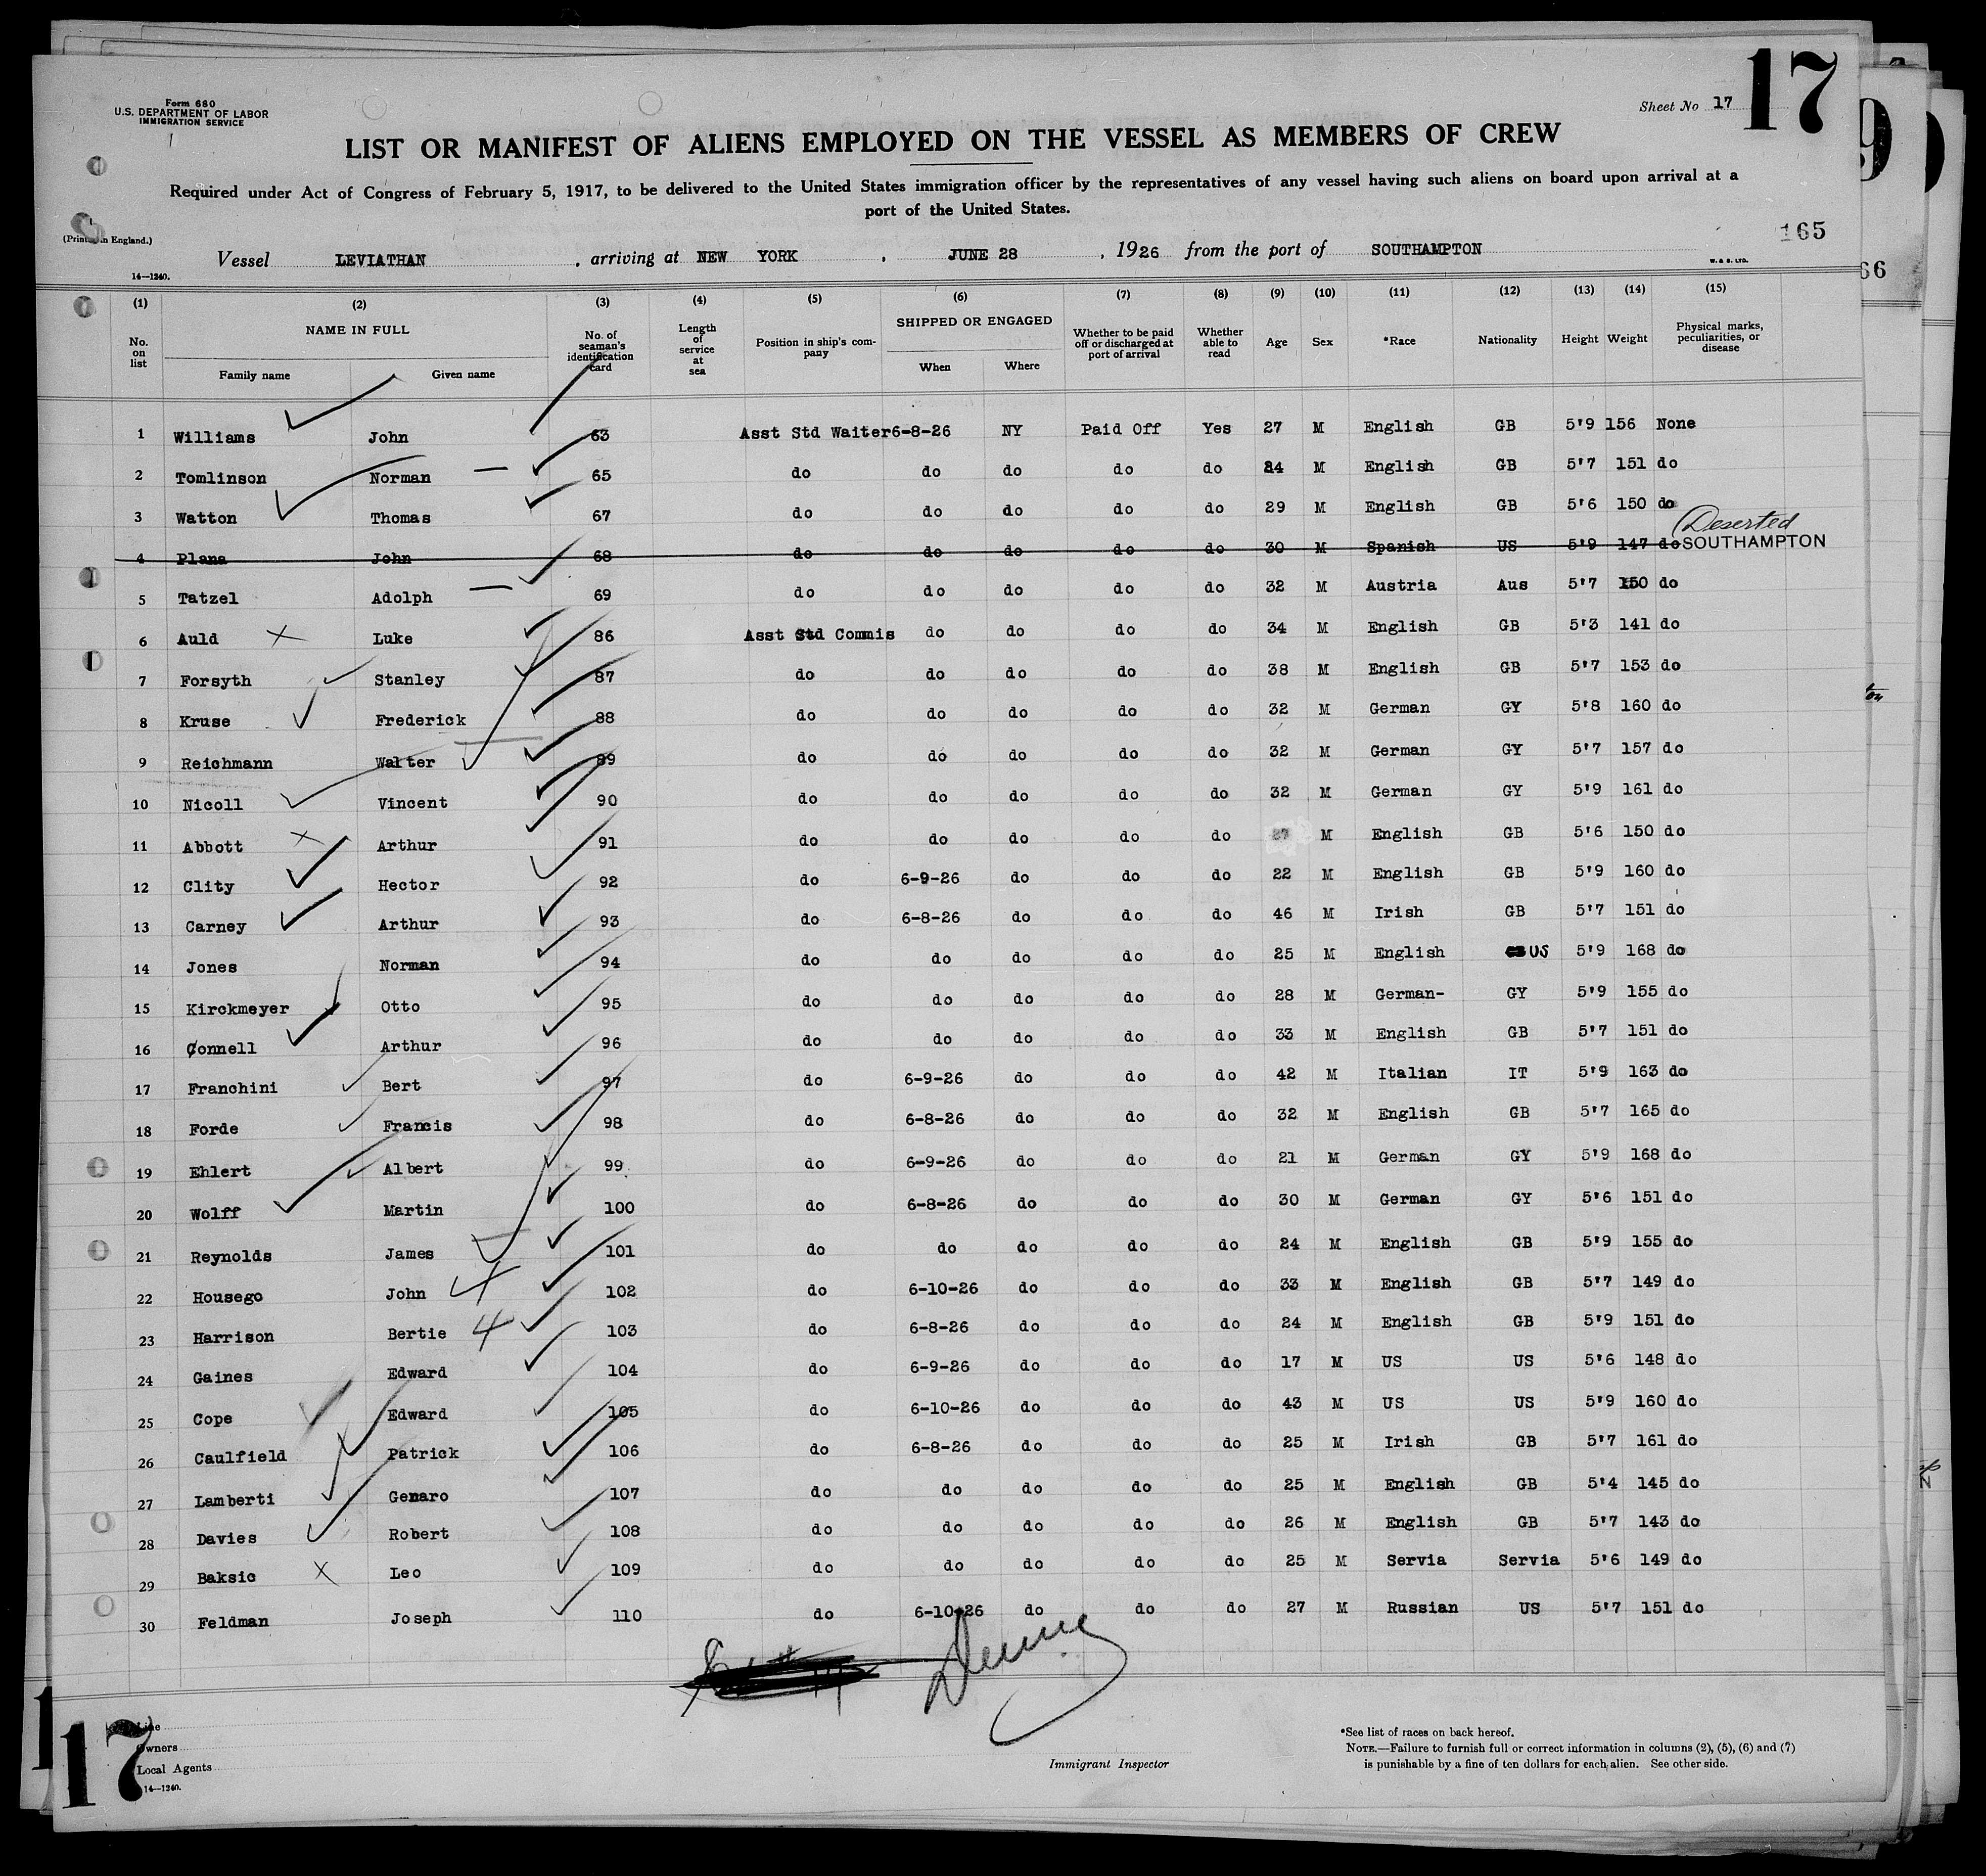 17
Form 680
U.S. DEPARTMENT OF LABOR
IMMIGRATION SERVICE
Sheet No 17
LIST OR MANIFEST OF ALIENS EMPLOYED ON THE VESSEL AS MEMBERS OF CREW
Required under Act of Congress of February 5, 1917, to be delivered to the United States immigration officer by the representatives of any vessel having such aliens on board upon arrival at a
port of the United States.
165
(Printed in England.)
Vessel LEVIATHAN , arriving at NEW YORK , JUNE 28 , 1926 from the port of SOUTHAMPTON
14—1240.
W. & S. LTD.
(1) (2) (3) (4) (5) (6) (7) (8) (9) (10) (11) (12) (13) (14) (15)
No. on list NAME IN FULL Family name Given name No. of seaman's identification card Length of service at sea Position in ship's company SHIPPED OR ENGAGED When Where Whether to be paid off or discharged at port of arrival Whether able to read Age Sex *Race Nationality Height Weight Physical marks, peculiarities, or disease
1 Williams John 63 Asst Std Waiter 6-8-26 NY Paid Off Yes 27 M English GB 5'9 156 None
2 Tomlinson Norman 65 do do do do do 24 M English GB 5'7 151 do
3 Watton Thomas 67 do do do do do 29 M English GB 5'6 150 do
4 Plana John 68 do do do do do 30 M Spanish US 5'9 147 do Deserted SOUTHAMPTON
5 Tatzel Adolph 69 do do do do do 32 M Austria Aus 5'7 150 do
6 Auld Luke 86 Asst Std Commis do do do do 34 M English GB 5'3 141 do
7 Forsyth Stanley 87 do do do do do 38 M English GB 5'7 153 do
8 Kruse Frederick 88 do do do do do 32 M German GY 5'8 160 do
9 Reichmann Walter 89 do do do do do 32 M German GY 5'7 157 do
10 Nicoll Vincent 90 do do do do do 32 M German GY 5'9 161 do
11 Abbott Arthur 91 do do do do do M English GB 5'6 150 do
12 Clity Hector 92 do 6-9-26 do do do 22 M English GB 5'9 160 do
13 Carney Arthur 93 do 6-8-26 do do do 46 M Irish GB 5'7 151 do
14 Jones Norman 94 do do do do do 25 M English US 5'9 168 do
15 Kirckmeyer Otto 95 do do do do do 28 M German- GY 5'9 155 do
16 Connell Arthur 96 do do do do do 33 M English GB 5'7 151 do
17 Franchini Bert 97 do 6-9-26 do do do 42 M Italian IT 5'9 163 do
18 Forde Francis 98 do 6-8-26 do do do 32 M English GB 5'7 165 do
19 Ehlert Albert 99 do 6-9-26 do do do 21 M German GY 5'9 168 do
20 Wolff Martin 100 do 6-8-26 do do do 30 M German GY 5'6 151 do
21 Reynolds James 101 do do do do do 24 M English GB 5'9 155 do
22 Housego John 102 do 6-10-26 do do do 33 M English GB 5'7 149 do
23 Harrison Bertie 103 do 6-8-26 do do do 24 M English GB 5'9 151 do
24 Gaines Edward 104 do 6-9-26 do do do 17 M US US 5'6 148 do
25 Cope Edward 105 do 6-10-26 do do do 43 M US US 5'9 160 do
26 Caulfield Patrick 106 do 6-8-26 do do do 25 M Irish GB 5'7 161 do
27 Lamberti Genaro 107 do do do do do 25 M English GB 5'4 145 do
28 Davies Robert 108 do do do do do 26 M English GB 5'7 143 do
29 Baksic Leo 109 do do do do do 25 M Servia Servia 5'6 149 do
30 Feldman Joseph 110 do 6-10-26 do do do 27 M Russian US 5'7 151 do
17
Line
Owners
Local Agents
14—1240.
Immigrant Inspector
*See list of races on back hereof.
NOTE.—Failure to furnish full or correct information in columns (2), (5), (6) and (7)
is punishable by a fine of ten dollars for each alien. See other side.